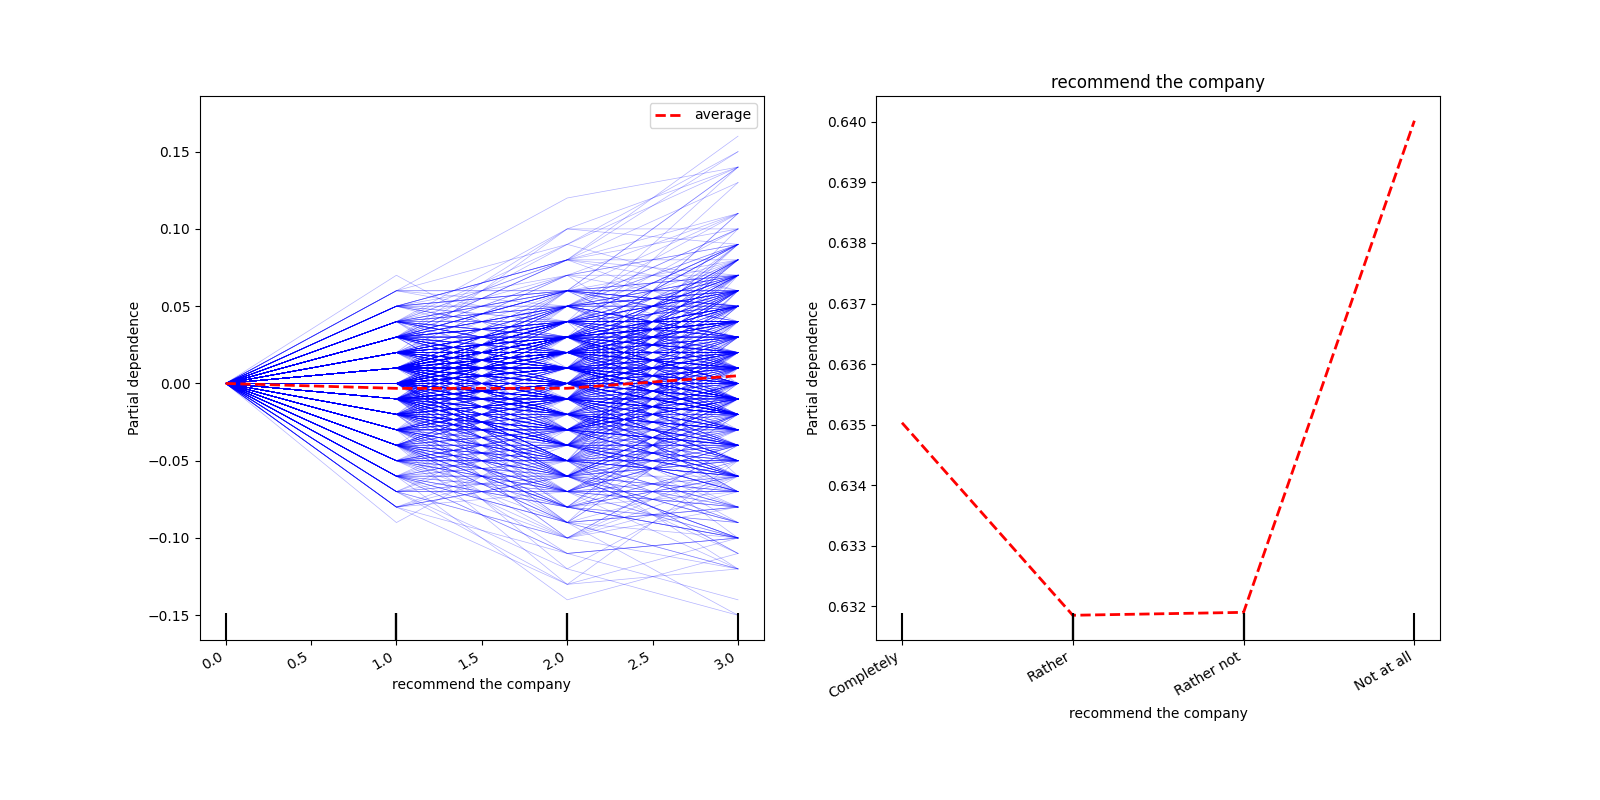 average
0.15
0.10
0.05
0.00
−0.05
−0.10
−0.15
Partial dependence
0.0
0.5
1.0
1.5
2.0
2.5
3.0
recommend the company
recommend the company
0.640
0.639
0.638
0.637
0.636
0.635
0.634
0.633
0.632
Partial dependence
Completely
Rather
Rather not
Not at all
recommend the company